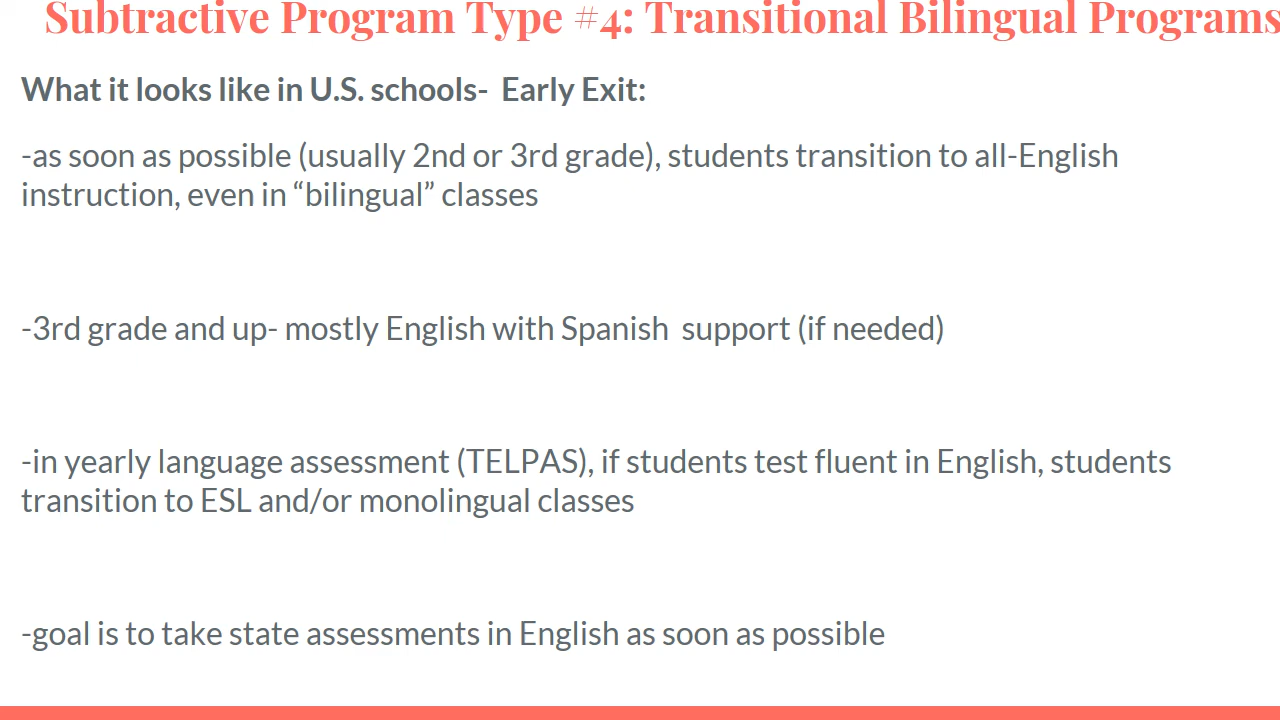 Subtractive Program Type #4: Transitional Bilingual Programs
What it looks like in U.S. schools-  Early Exit:
-as soon as possible (usually 2nd or 3rd grade), students transition to all-English
instruction, even in “bilingual” classes
-3rd grade and up- mostly English with Spanish  support (if needed)
-in yearly language assessment (TELPAS), if students test fluent in English, students
transition to ESL and/or monolingual classes
-goal is to take state assessments in English as soon as possible